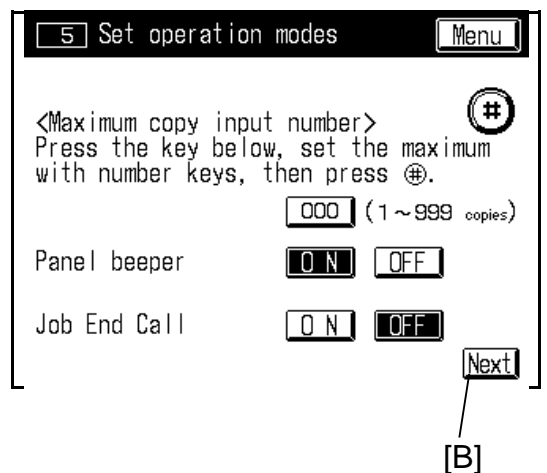 5 Set operation modes Menu
<Maximum copy input number> #
Press the key below, set the maximum
with number keys, then press ⌗.
000 (1~999 copies)
Panel beeper ON OFF
Job End Call ON OFF
Next
[B]